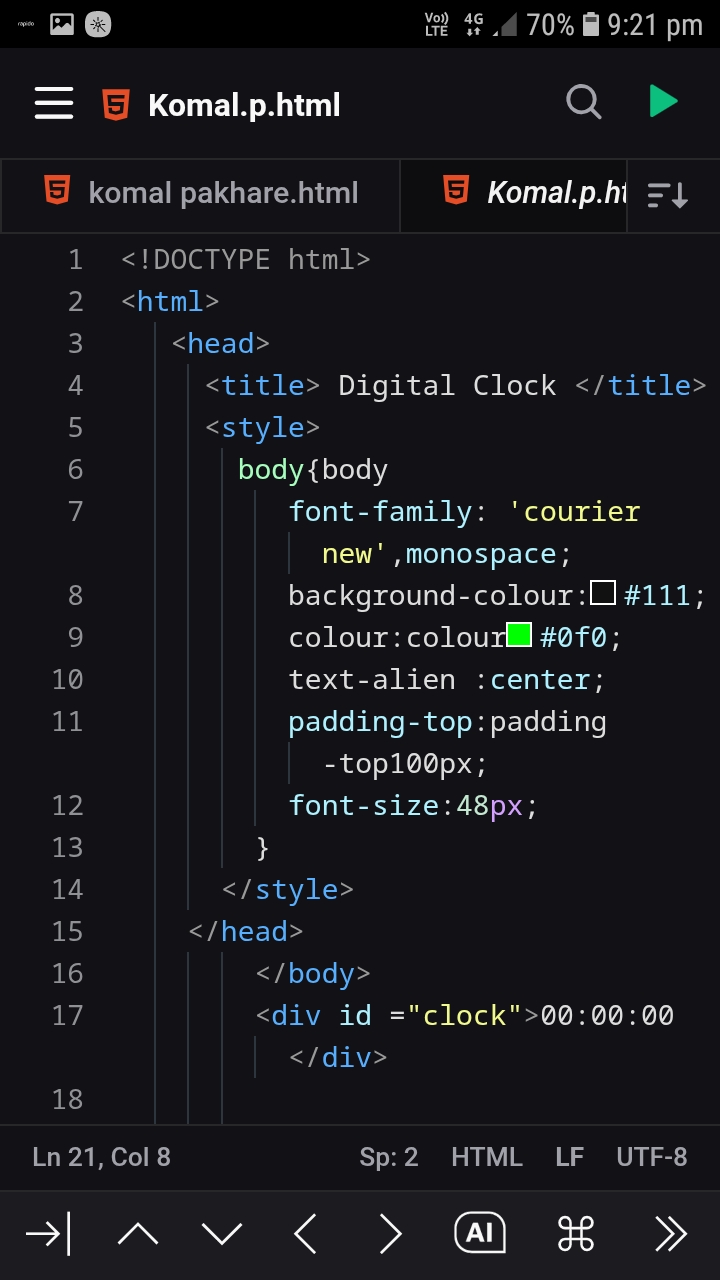 rapido Vo)) LTE 4G 70% 9:21 pm
Komal.p.html
komal pakhare.html Komal.p.ht
1 <!DOCTYPE html>
2 <html>
3 <head>
4 <title> Digital Clock </title>
5 <style>
6 body{body
7 font-family: 'courier
new',monospace;
8 background-colour:#111;
9 colour:colour#0f0;
10 text-alien :center;
11 padding-top:padding
-top100px;
12 font-size:48px;
13 }
14 </style>
15 </head>
16 </body>
17 <div id ="clock">00:00:00
</div>
18
Ln 21, Col 8 Sp: 2 HTML LF UTF-8
AI